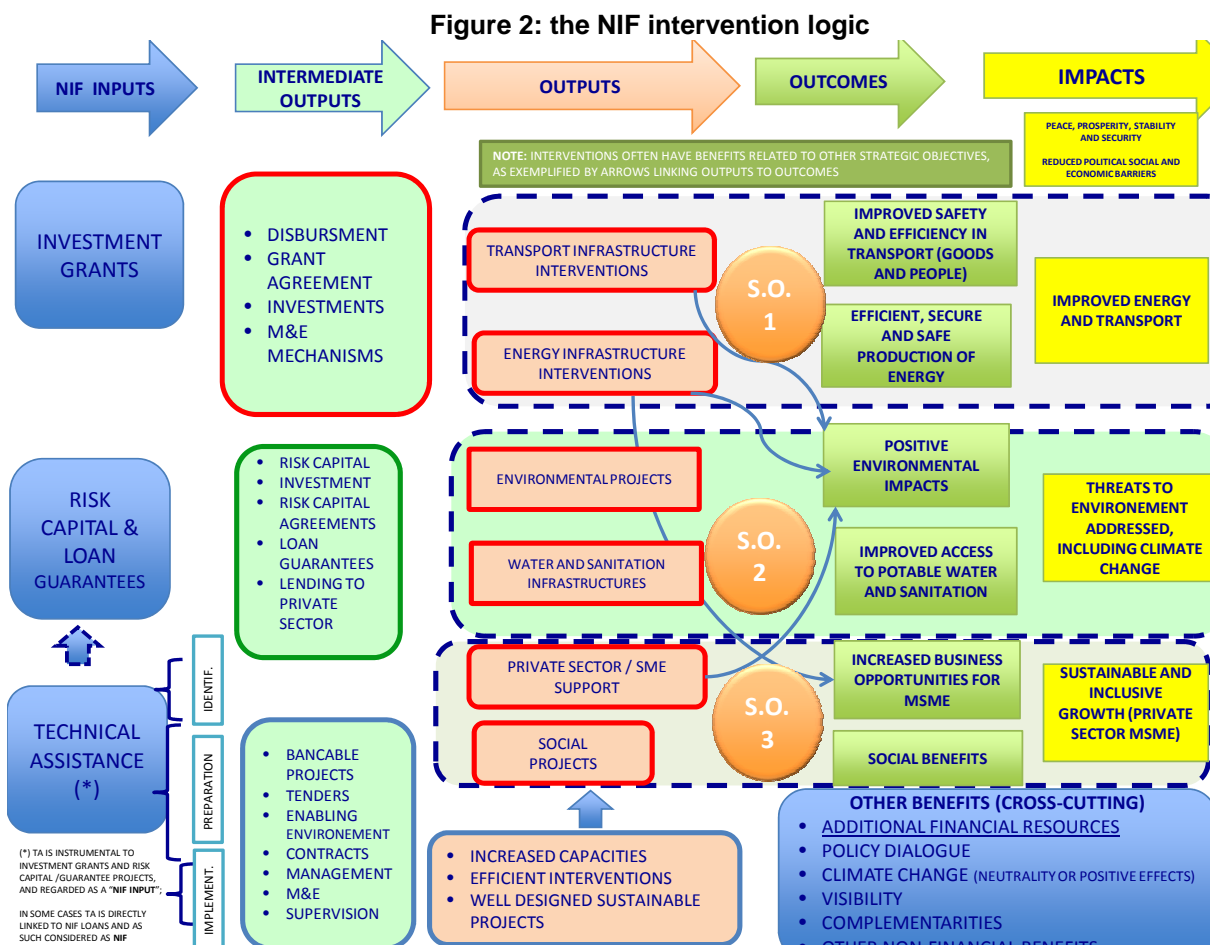 Figure 2: the NIF intervention logic
NIF INPUTS
INTERMEDIATE
OUTPUTS
OUTPUTS
OUTCOMES
IMPACTS
PEACE, PROSPERITY, STABILITY
AND SECURITY
REDUCED POLITICAL SOCIAL AND
ECONOMIC BARRIERS
NOTE: INTERVENTIONS OFTEN HAVE BENEFITS RELATED TO OTHER STRATEGIC OBJECTIVES,
AS EXEMPLIFIED BY ARROWS LINKING OUTPUTS TO OUTCOMES
INVESTMENT
GRANTS
• DISBURSMENT
• GRANT
AGREEMENT
• INVESTMENTS
• M&E
MECHANISMS
TRANSPORT INFRASTRUCTURE
INTERVENTIONS
ENERGY INFRASTRUCTURE
INTERVENTIONS
S.O.
1
IMPROVED SAFETY
AND EFFICIENCY IN
TRANSPORT (GOODS
AND PEOPLE)
EFFICIENT, SECURE
AND SAFE
PRODUCTION OF
ENERGY
IMPROVED ENERGY
AND TRANSPORT
RISK
CAPITAL &
LOAN
GUARANTEES
• RISK CAPITAL
• INVESTMENT
• RISK CAPITAL
AGREEMENTS
• LOAN
GUARANTEES
• LENDING TO
PRIVATE
SECTOR
ENVIRONMENTAL PROJECTS
WATER AND SANITATION
INFRASTRUCTURES
S.O.
2
POSITIVE
ENVIRONMENTAL
IMPACTS
IMPROVED ACCESS
TO POTABLE WATER
AND SANITATION
THREATS TO
ENVIRONEMENT
ADDRESSED,
INCLUDING CLIMATE
CHANGE
TECHNICAL
ASSISTANCE
(*)
IDENTIF.
PREPARATION
IMPLEMENT.
• BANCABLE
PROJECTS
• TENDERS
• ENABLING
ENVIRONEMENT
• CONTRACTS
• MANAGEMENT
• M&E
• SUPERVISION
PRIVATE SECTOR / SME
SUPPORT
SOCIAL
PROJECTS
S.O.
3
INCREASED BUSINESS
OPPORTUNITIES FOR
MSME
SOCIAL BENEFITS
SUSTAINABLE AND
INCLUSIVE
GROWTH (PRIVATE
SECTOR MSME)
(*) TA IS INSTRUMENTAL TO
INVESTMENT GRANTS AND RISK
CAPITAL /GUARANTEE PROJECTS,
AND REGARDED AS A "NIF INPUT";
IN SOME CASES TA IS DIRECTLY
LINKED TO NIF LOANS AND AS
SUCH CONSIDERED AS NIF
• INCREASED CAPACITIES
• EFFICIENT INTERVENTIONS
• WELL DESIGNED SUSTAINABLE
PROJECTS
OTHER BENEFITS (CROSS-CUTTING)
• ADDITIONAL FINANCIAL RESOURCES
• POLICY DIALOGUE
• CLIMATE CHANGE (NEUTRALITY OR POSITIVE EFFECTS)
• VISIBILITY
• COMPLEMENTARITIES
• OTHER NON-FINANCIAL BENEFITS